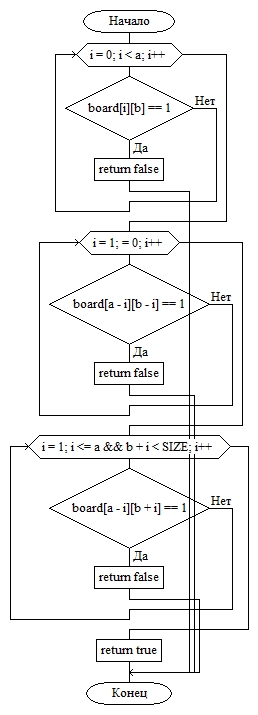 Начало
i = 0; i < a; i++
board[i][b] == 1
Нет
Да
return false
i = 1; = 0; i++
board[a - i][b - i] == 1
Нет
Да
return false
i = 1; i <= a && b + i < SIZE; i++
board[a - i][b + i] == 1
Нет
Да
return false
return true
Конец